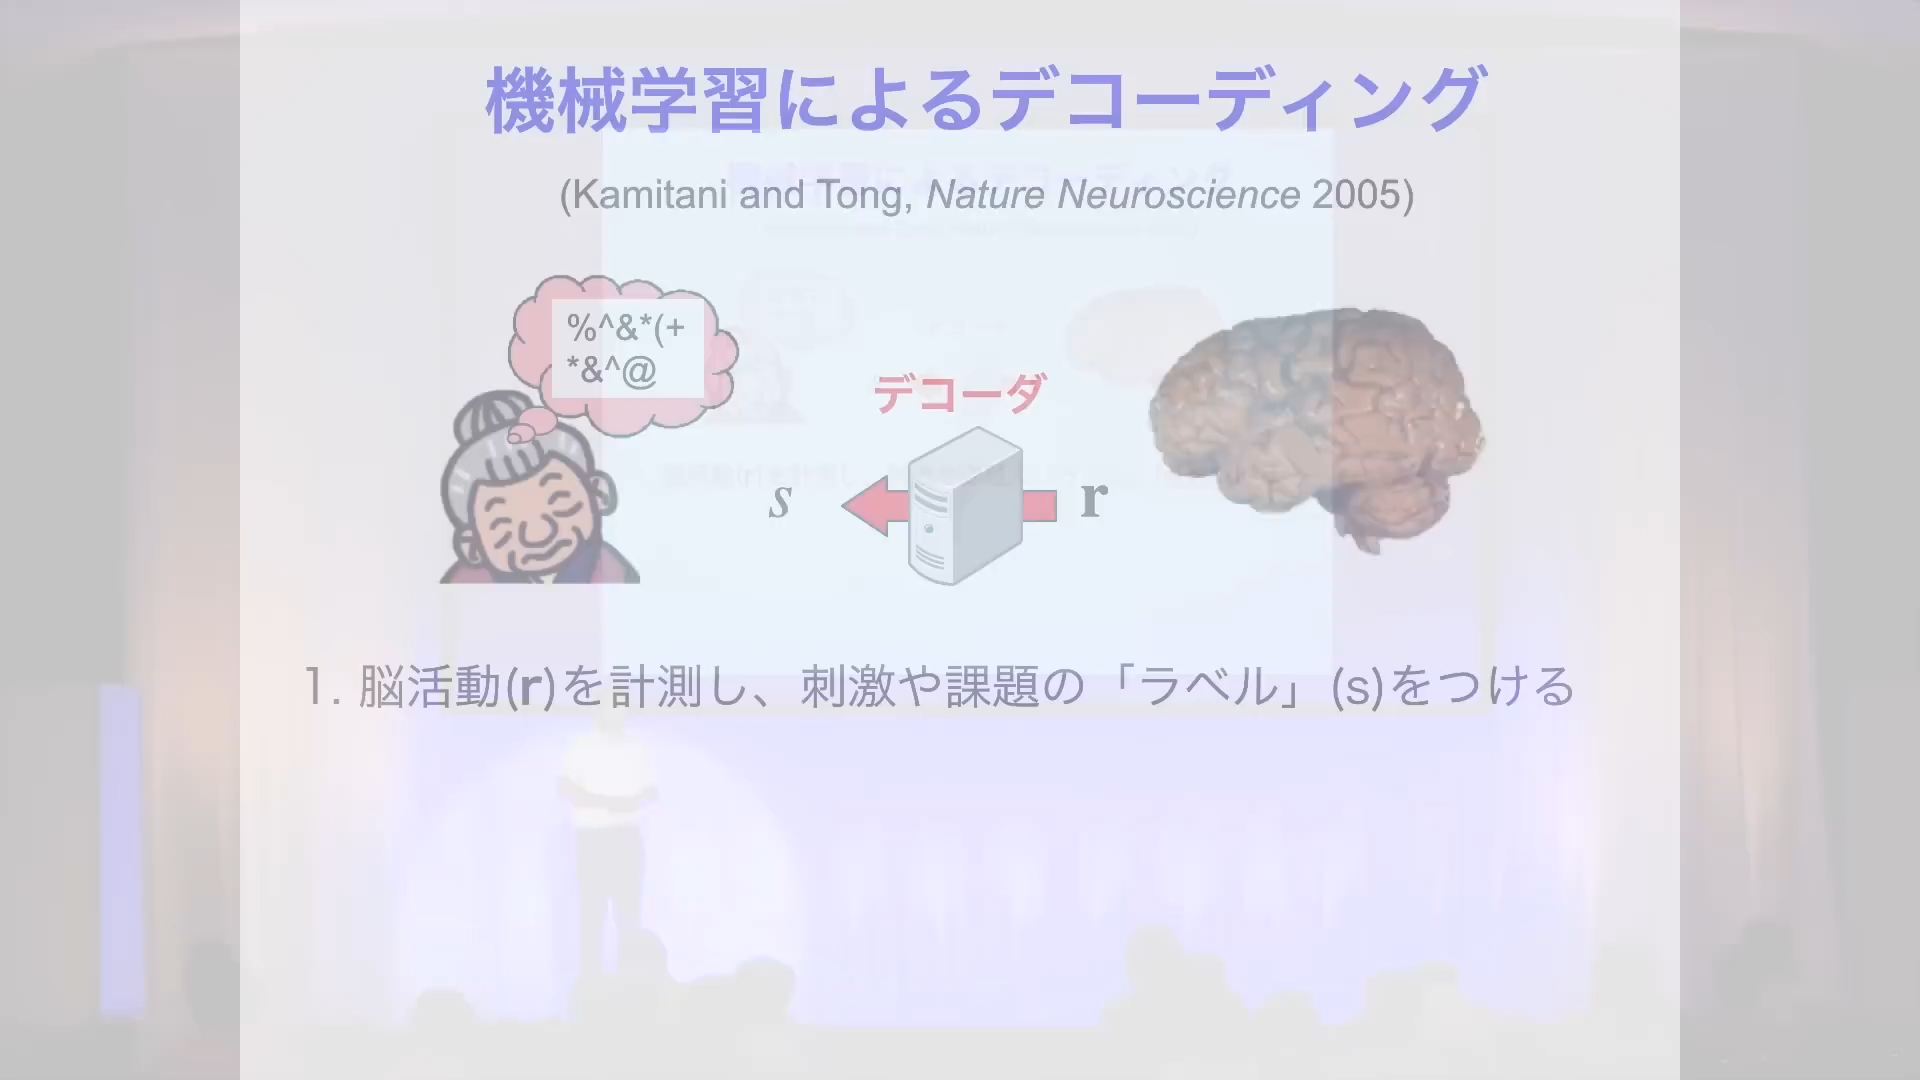 機械学習によるデコーディング
(Kamitani and Tong, Nature Neuroscience 2005)
%^&*(+
*&^@
デコーダ
s
r
1. 脳活動(r)を計測し、刺激や課題の「ラベル」(s)をつける